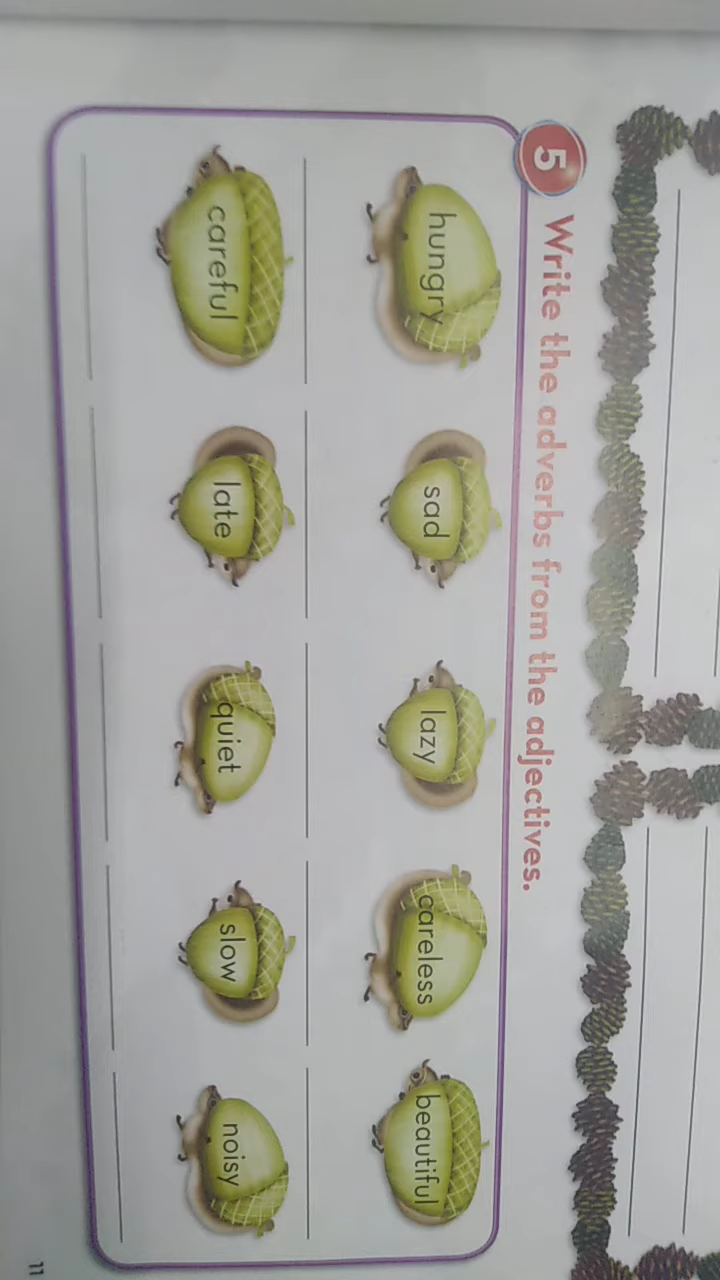 5 Write the adverbs from the adjectives.
hungry sad lazy careless beautiful
careful late quiet slow noisy
11